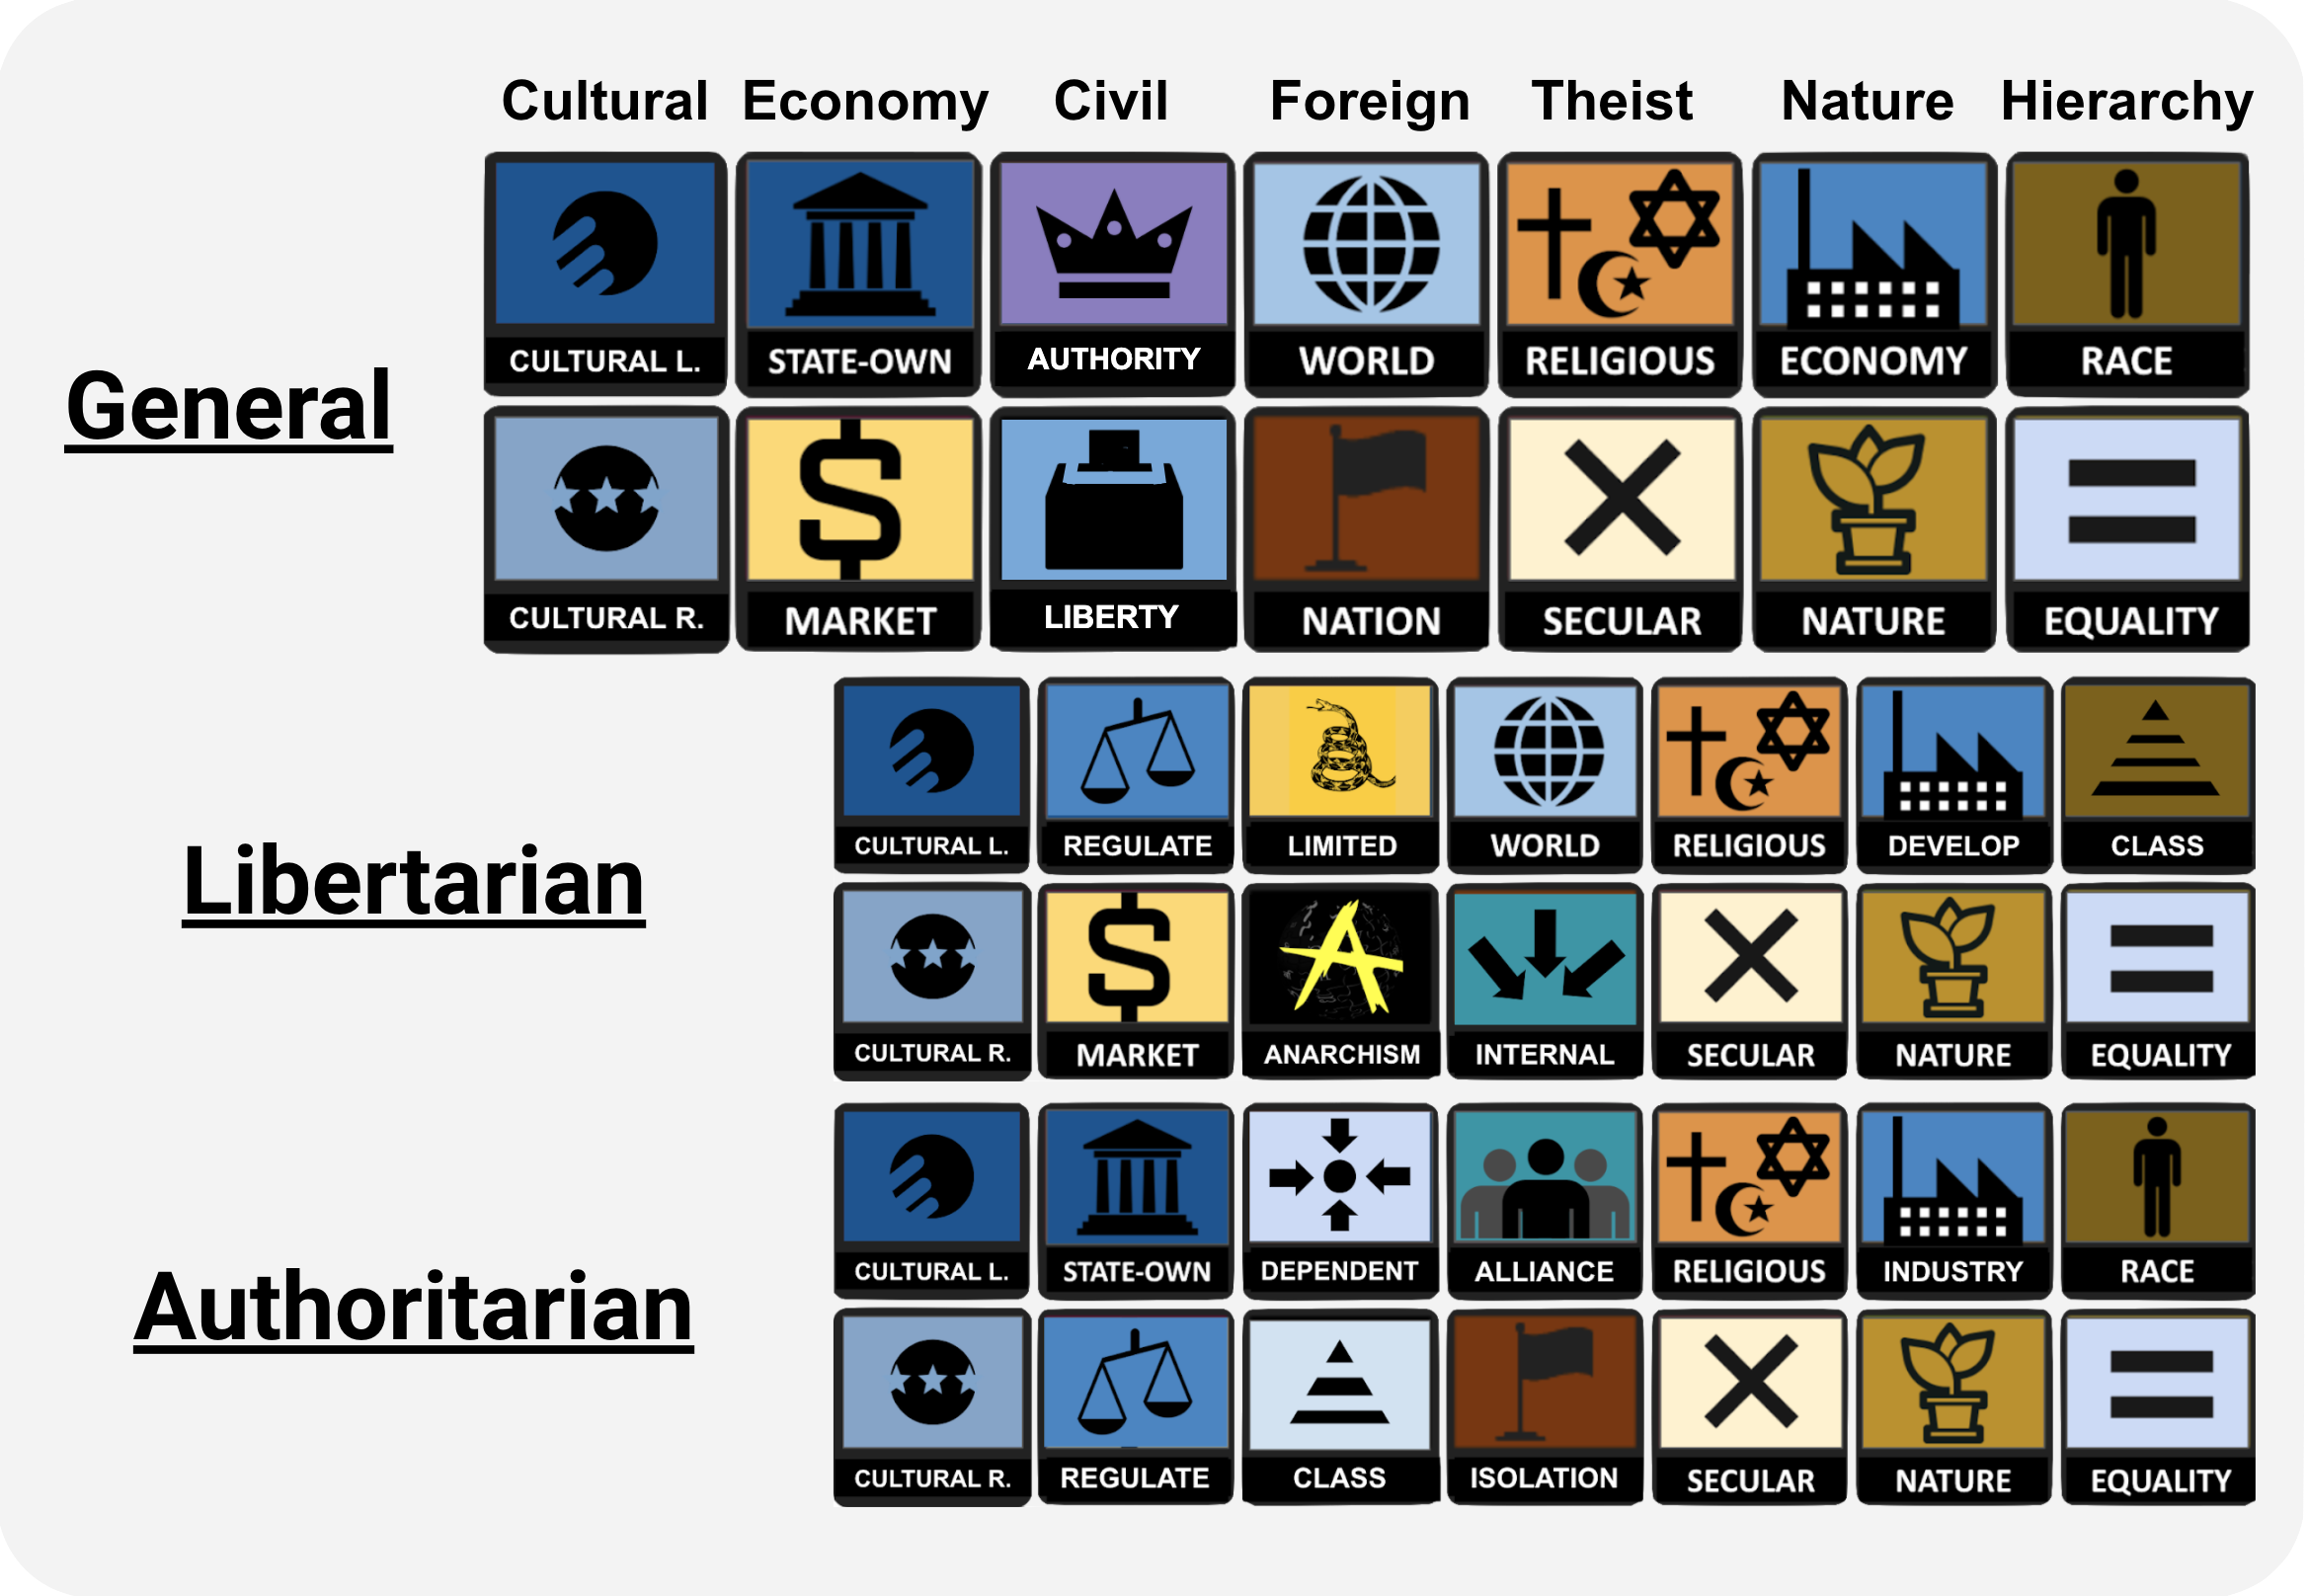 Cultural Economy Civil Foreign Theist Nature Hierarchy
General
CULTURAL L. STATE-OWN AUTHORITY WORLD RELIGIOUS ECONOMY RACE
CULTURAL R. MARKET LIBERTY NATION SECULAR NATURE EQUALITY
Libertarian
CULTURAL L. REGULATE LIMITED WORLD RELIGIOUS DEVELOP CLASS
CULTURAL R. MARKET ANARCHISM INTERNAL SECULAR NATURE EQUALITY
Authoritarian
CULTURAL L. STATE-OWN DEPENDENT ALLIANCE RELIGIOUS INDUSTRY RACE
CULTURAL R. REGULATE CLASS ISOLATION SECULAR NATURE EQUALITY